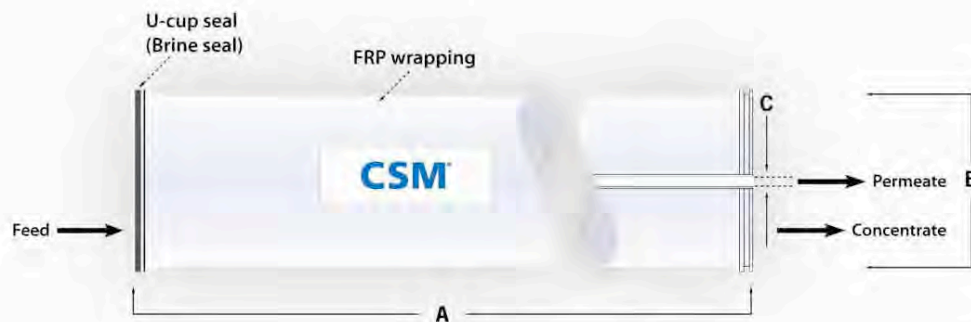 U-cup seal
(Brine seal)
FRP wrapping
C
CSM
Permeate
B
Feed
Concentrate
A